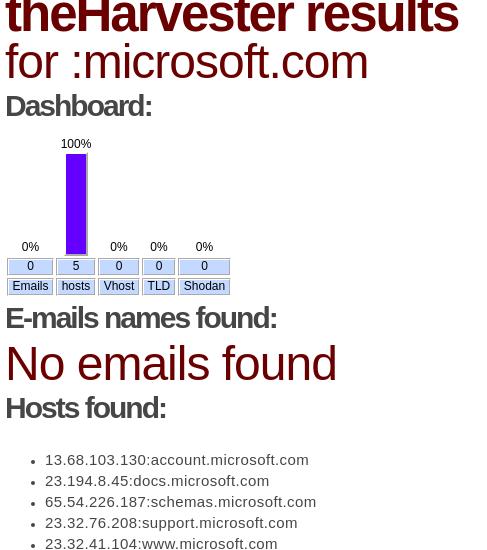 theHarvester results
for :microsoft.com
Dashboard:
100%
0% 0% 0% 0%
0 5 0 0 0
Emails hosts Vhost TLD Shodan
E-mails names found:
No emails found
Hosts found:
13.68.103.130:account.microsoft.com
23.194.8.45:docs.microsoft.com
65.54.226.187:schemas.microsoft.com
23.32.76.208:support.microsoft.com
23.32.41.104:www.microsoft.com